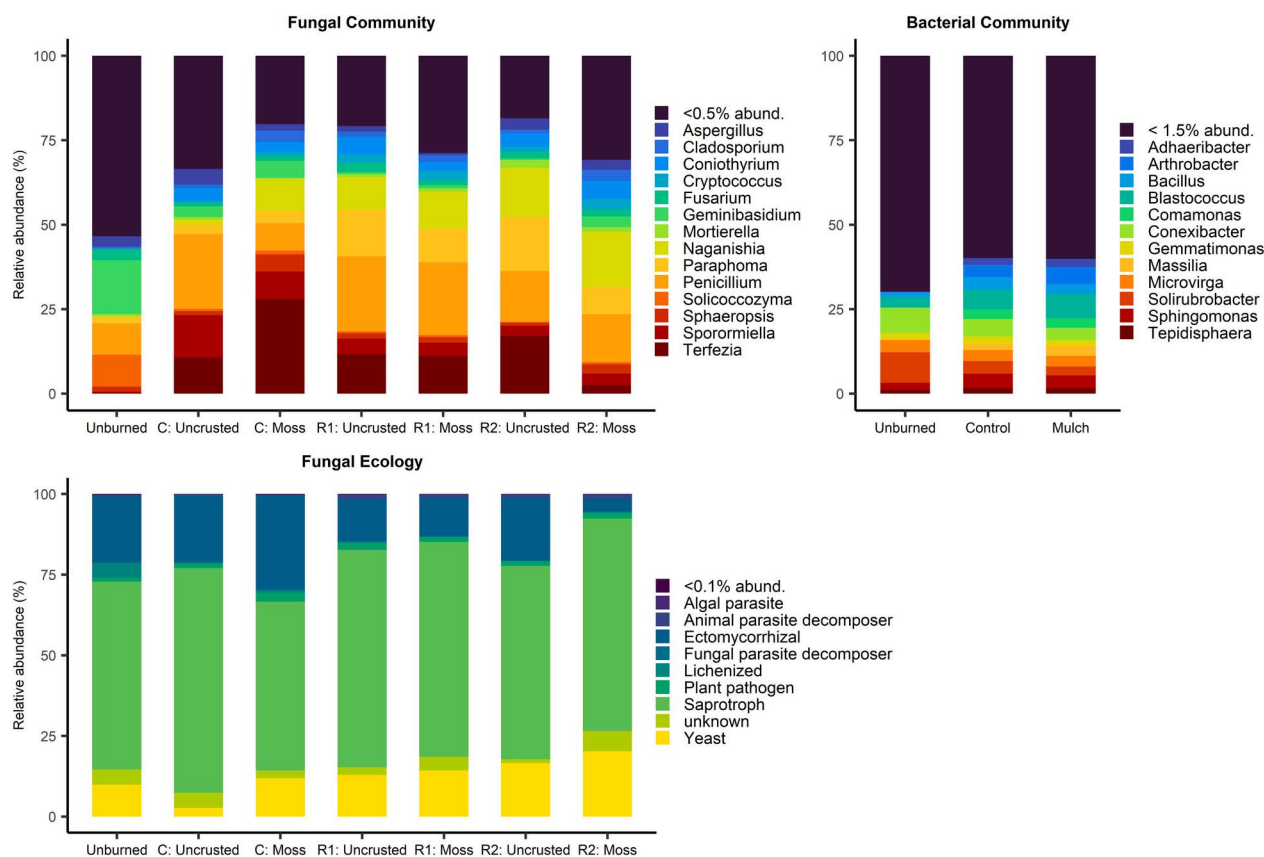 Fungal Community
Relative abundance (%)
100
75
50
25
0
Unburned C: Uncrusted C: Moss R1: Uncrusted R1: Moss R2: Uncrusted R2: Moss
<0.5% abund.
Aspergillus
Cladosporium
Coniothyrium
Cryptococcus
Fusarium
Geminibasidium
Mortierella
Naganishia
Paraphoma
Penicillium
Solicoccozyma
Sphaeropsis
Sporormiella
Terfezia
Bacterial Community
100
75
50
25
0
Unburned Control Mulch
< 1.5% abund.
Adhaeribacter
Arthrobacter
Bacillus
Blastococcus
Comamonas
Conexibacter
Gemmatimonas
Massilia
Microvirga
Solirubrobacter
Sphingomonas
Tepidisphaera
Fungal Ecology
Relative abundance (%)
100
75
50
25
0
Unburned C: Uncrusted C: Moss R1: Uncrusted R1: Moss R2: Uncrusted R2: Moss
<0.1% abund.
Algal parasite
Animal parasite decomposer
Ectomycorrhizal
Fungal parasite decomposer
Lichenized
Plant pathogen
Saprotroph
unknown
Yeast